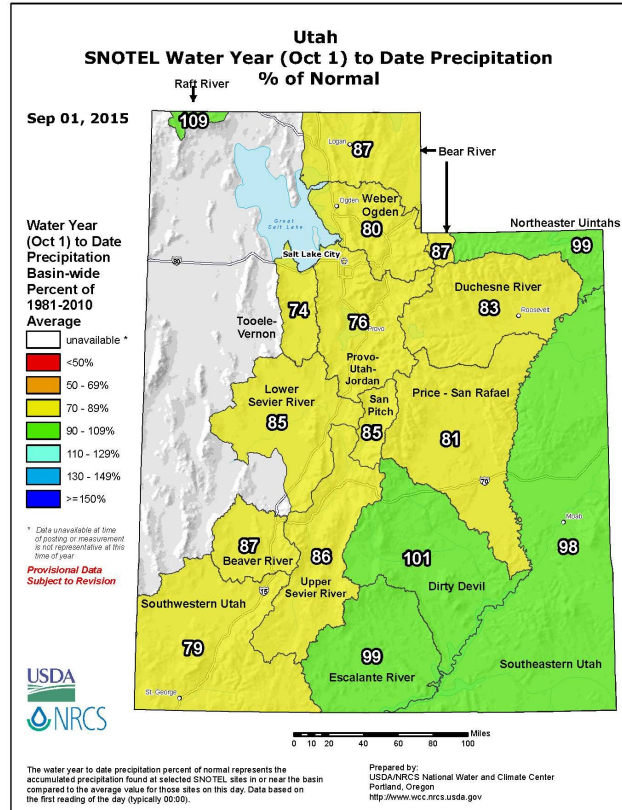 Utah
SNOTEL Water Year (Oct 1) to Date Precipitation
% of Normal
Raft River
Sep 01, 2015
109
Logan
87
Bear River
Ogden
Weber
Ogden
80
Great
Salt Lake
Northeaster Uintahs
99
87
Salt Lake City
80
Duchesne River
83
Roosevelt
74
Tooele-
Vernon
76
Provo
Provo-
Utah-
Jordan
Water Year
(Oct 1) to Date
Precipitation
Basin-wide
Percent of
1981-2010
Average
unavailable *
<50%
50 - 69%
70 - 89%
90 - 109%
110 - 129%
130 - 149%
>=150%
Lower
Sevier River
85
San
Pitch
85
Price - San Rafael
81
70
Moab
98
* Data unavailable at time
of posting or measurement
is not representative at this
time of year
Provisional Data
Subject to Revision
87
Beaver River
86
Upper
Sevier River
101
Dirty Devil
15
Southwestern Utah
79
St. George
99
Escalante River
Southeastern Utah
USDA
NRCS
Miles
0 10 20 40 60 80 100
The water year to date precipitation percent of normal represents the
accumulated precipitation found at selected SNOTEL sites in or near the basin
compared to the average value for those sites on this day. Data based on
the first reading of the day (typically 00:00).
Prepared by:
USDA/NRCS National Water and Climate Center
Portland, Oregon
http://www.wcc.nrcs.usda.gov